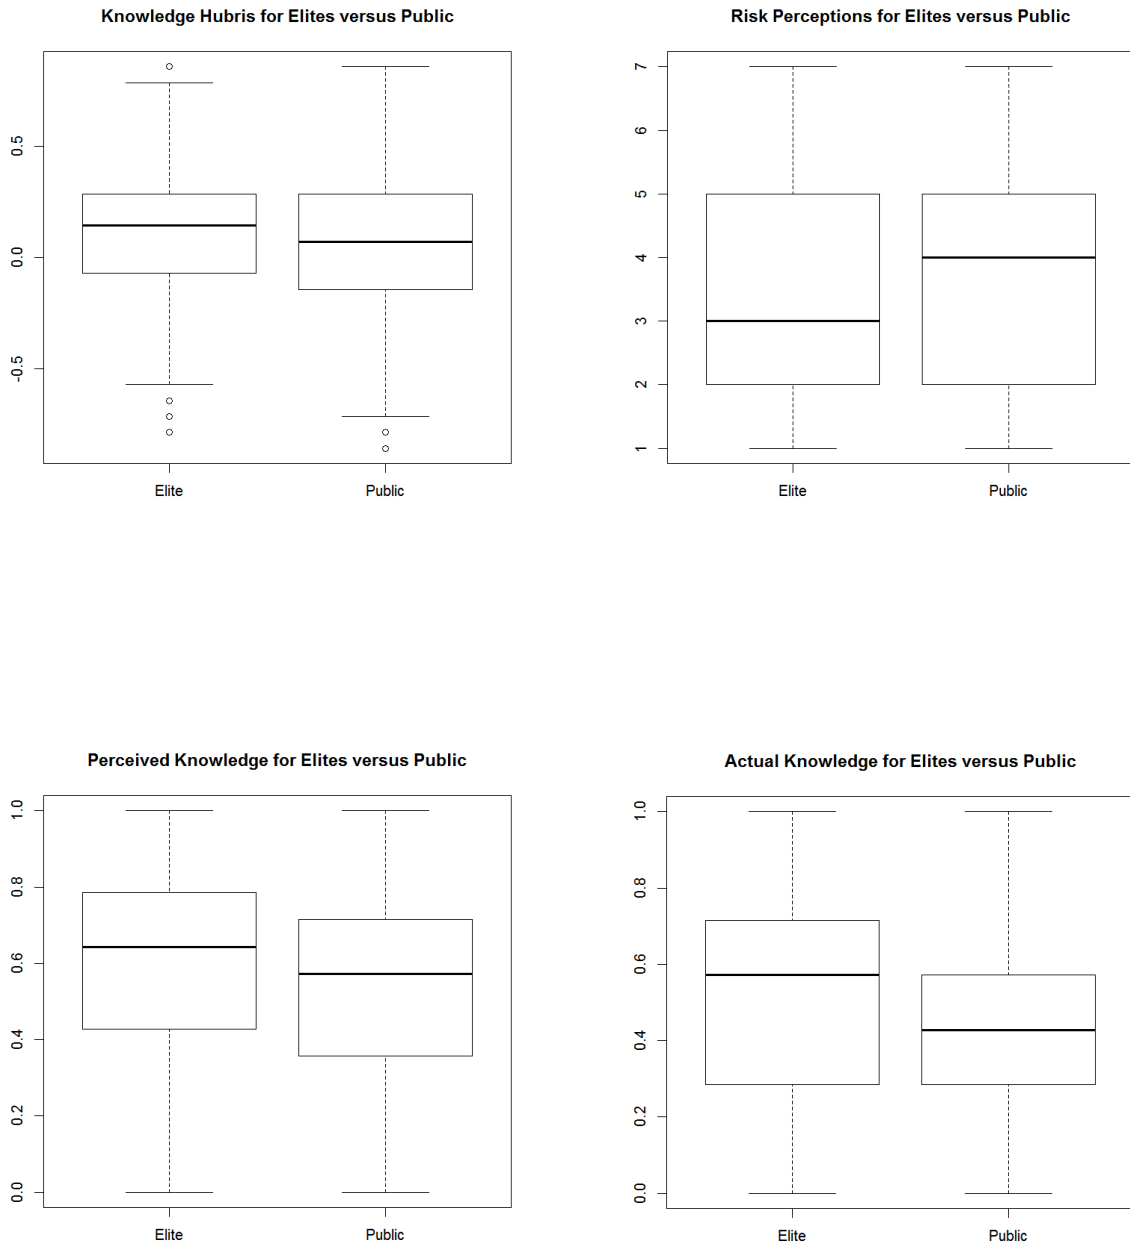 Knowledge Hubris for Elites versus Public
0.5
0.0
-0.5
Elite Public
Risk Perceptions for Elites versus Public
7
6
5
4
3
2
1
Elite Public
Perceived Knowledge for Elites versus Public
1.0
0.8
0.6
0.4
0.2
0.0
Elite Public
Actual Knowledge for Elites versus Public
1.0
0.8
0.6
0.4
0.2
0.0
Elite Public